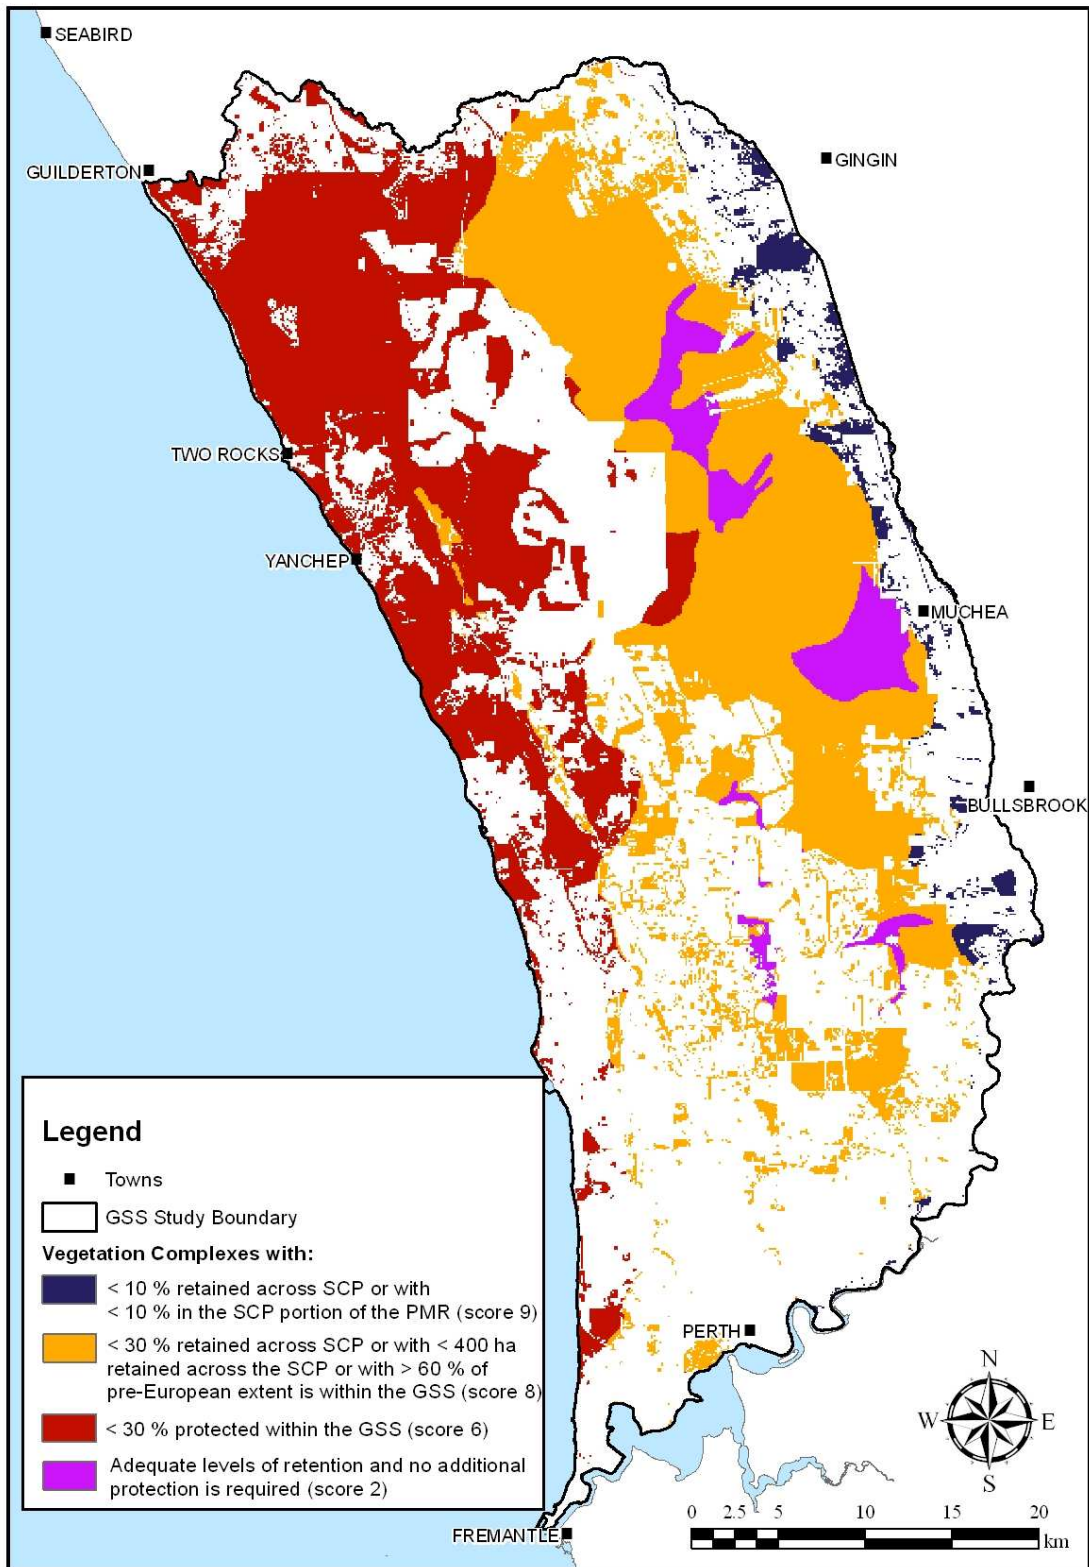 SEABIRD
GINGIN
GUILDERTON
TWO ROCKS
YANCHEP
MUCHEA
BULLSBROOK
Legend
Towns
GSS Study Boundary
Vegetation Complexes with:
< 10 % retained across SCP or with
< 10 % in the SCP portion of the PMR (score 9)
< 30 % retained across SCP or with < 400 ha
retained across the SCP or with > 60 % of
pre-European extent is within the GSS (score 8)
< 30 % protected within the GSS (score 6)
Adequate levels of retention and no additional
protection is required (score 2)
PERTH
FREMANTLE
N
W E
S
0 2.5 5 10 15 20
km